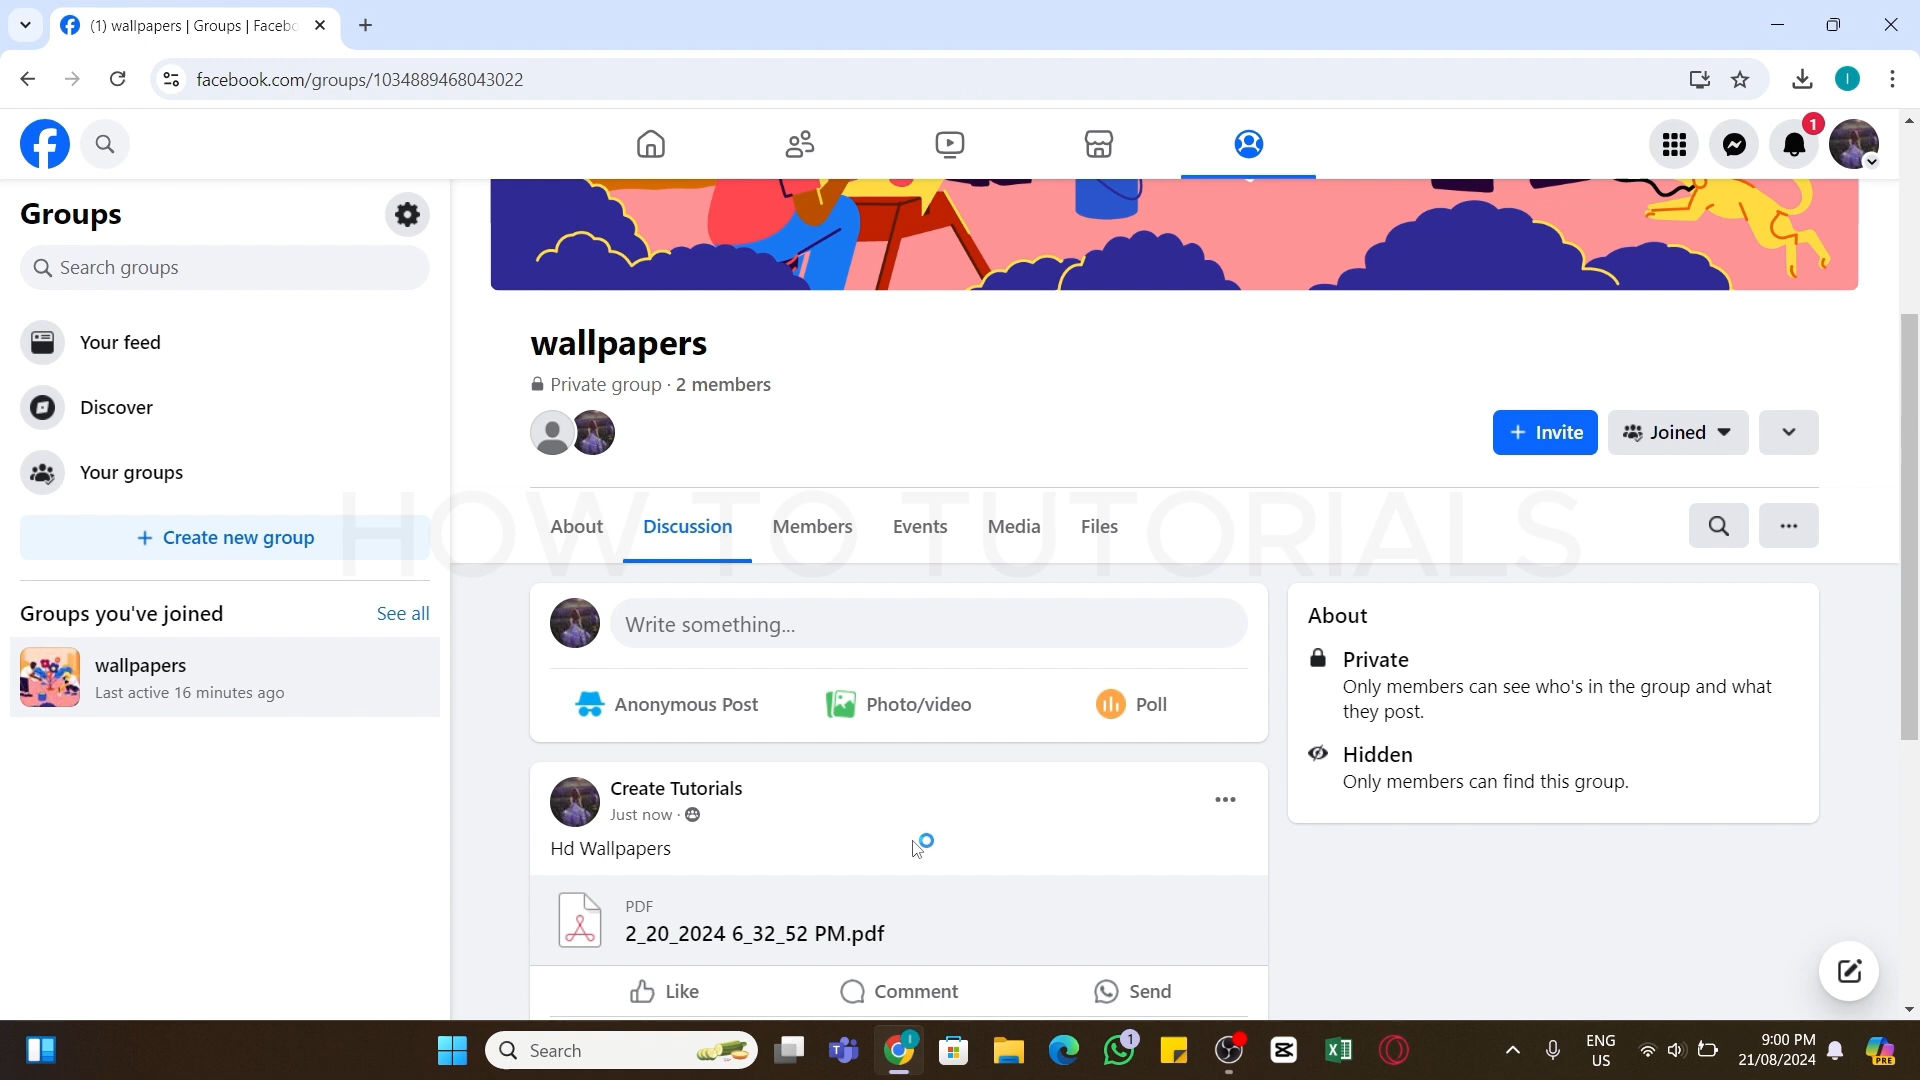 (1) wallpapers | Groups | Facebo
facebook.com/groups/1034889468043022
1
Groups
Search groups
Your feed
Discover
Your groups
+ Create new group
Groups you've joined
See all
wallpapers
Last active 16 minutes ago
wallpapers
Private group · 2 members
+ Invite
Joined
HOW TO TUTORIALS
About
Discussion
Members
Events
Media
Files
Write something...
Anonymous Post
Photo/video
Poll
Create Tutorials
Just now ·
Hd Wallpapers
PDF
2_20_2024 6_32_52 PM.pdf
Like
Comment
Send
About
Private
Only members can see who's in the group and what
they post.
Hidden
Only members can find this group.
Search
1
ENG
US
9:00 PM
21/08/2024
PRE